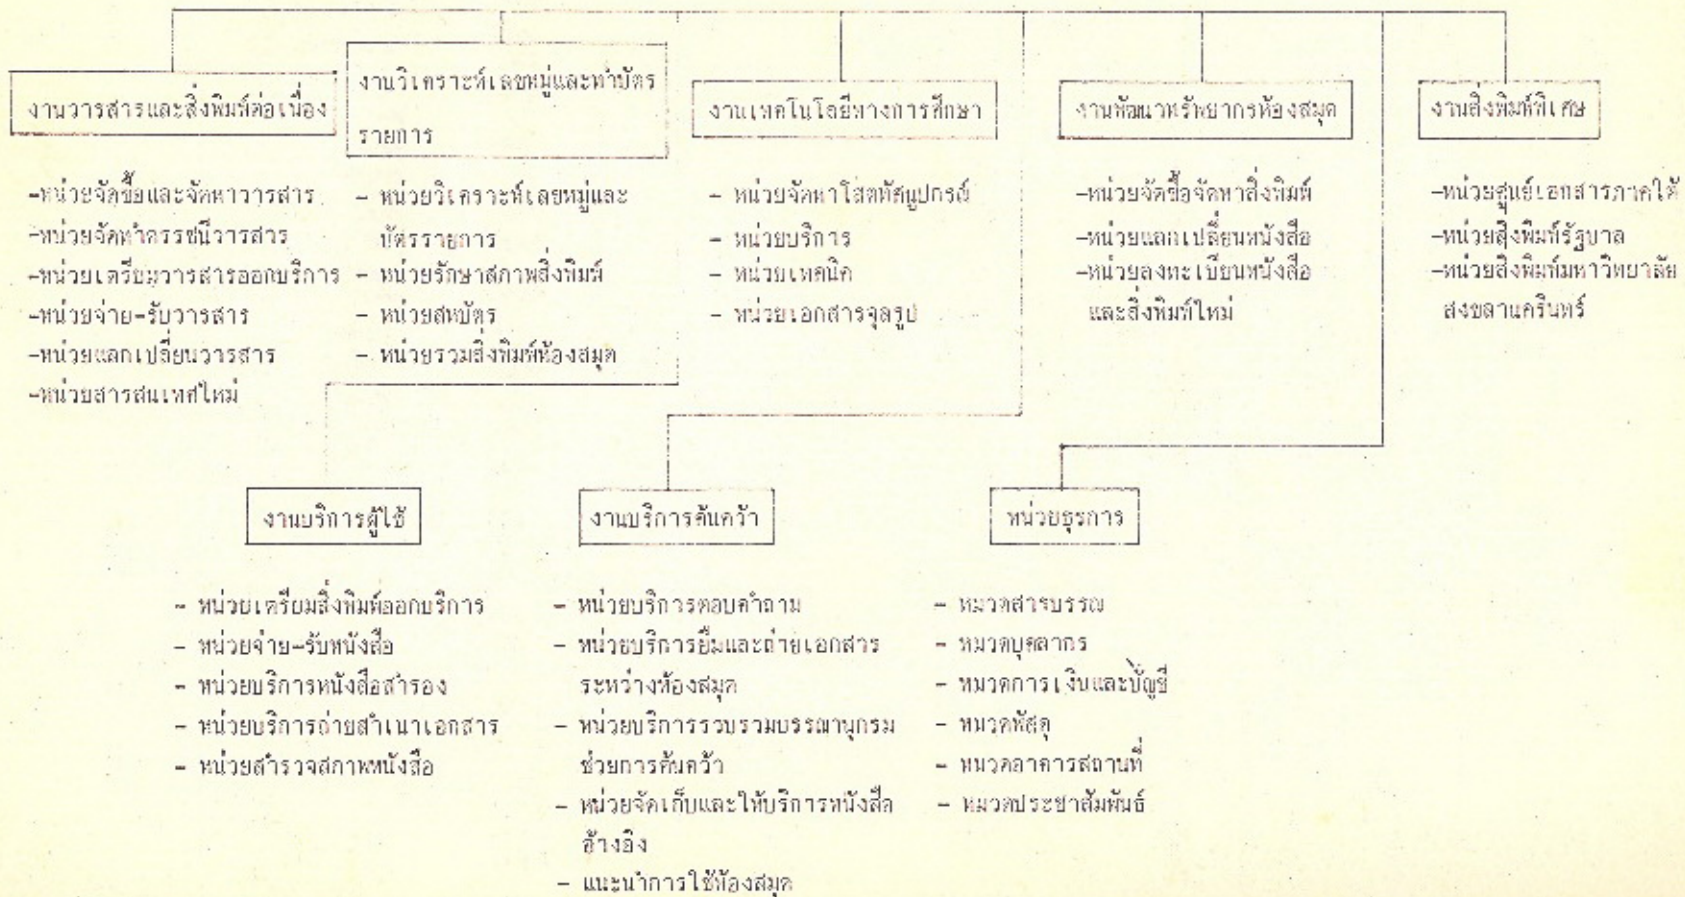 งานวารสารและสิ่งพิมพ์ต่อเนื่อง
-หน่วยจัดซื้อและจัดหาวารสาร
-หน่วยจัดทำดรรชนีวารสาร
-หน่วยเตรียมวารสารออกบริการ
-หน่วยจ่าย-รับวารสาร
-หน่วยแลกเปลี่ยนวารสาร
-หน่วยสารสนเทศใหม่
งานวิเคราะห์เลขหมู่และทำบัตร
รายการ
- หน่วยวิเคราะห์เลขหมู่และ
บัตรรายการ
- หน่วยรักษาสภาพสิ่งพิมพ์
- หน่วยสหบัตร
- หน่วยรวมสิ่งพิมพ์ห้องสมุด
งานเทคโนโลยีทางการศึกษา
- หน่วยจัดหาโสตทัศนูปกรณ์
- หน่วยบริการ
- หน่วยเทคนิค
- หน่วยเอกสารจุลรูป
งานพัฒนาทรัพยากรห้องสมุด
-หน่วยจัดซื้อจัดหาสิ่งพิมพ์
-หน่วยแลกเปลี่ยนหนังสือ
-หน่วยลงทะเบียนหนังสือ
และสิ่งพิมพ์ใหม่
งานสิ่งพิมพ์พิเศษ
-หน่วยศูนย์เอกสารภาคใต้
-หน่วยสิ่งพิมพ์รัฐบาล
-หน่วยสิ่งพิมพ์มหาวิทยาลัย
สงขลานครินทร์
งานบริการผู้ใช้
- หน่วยเตรียมสิ่งพิมพ์ออกบริการ
- หน่วยจ่าย-รับหนังสือ
- หน่วยบริการหนังสือสำรอง
- หน่วยบริการถ่ายสำเนาเอกสาร
- หน่วยสำรวจสภาพหนังสือ
งานบริการค้นคว้า
- หน่วยบริการตอบคำถาม
- หน่วยบริการยืมและถ่ายเอกสาร
ระหว่างห้องสมุด
- หน่วยบริการรวบรวมบรรณานุกรม
ช่วยการค้นคว้า
- หน่วยจัดเก็บและให้บริการหนังสือ
อ้างอิง
- แนะนำการใช้ห้องสมุด
หน่วยธุรการ
- หมวดสารบรรณ
- หมวดบุคลากร
- หมวดการเงินและบัญชี
- หมวดพัสดุ
- หมวดอาคารสถานที่
- หมวดประชาสัมพันธ์